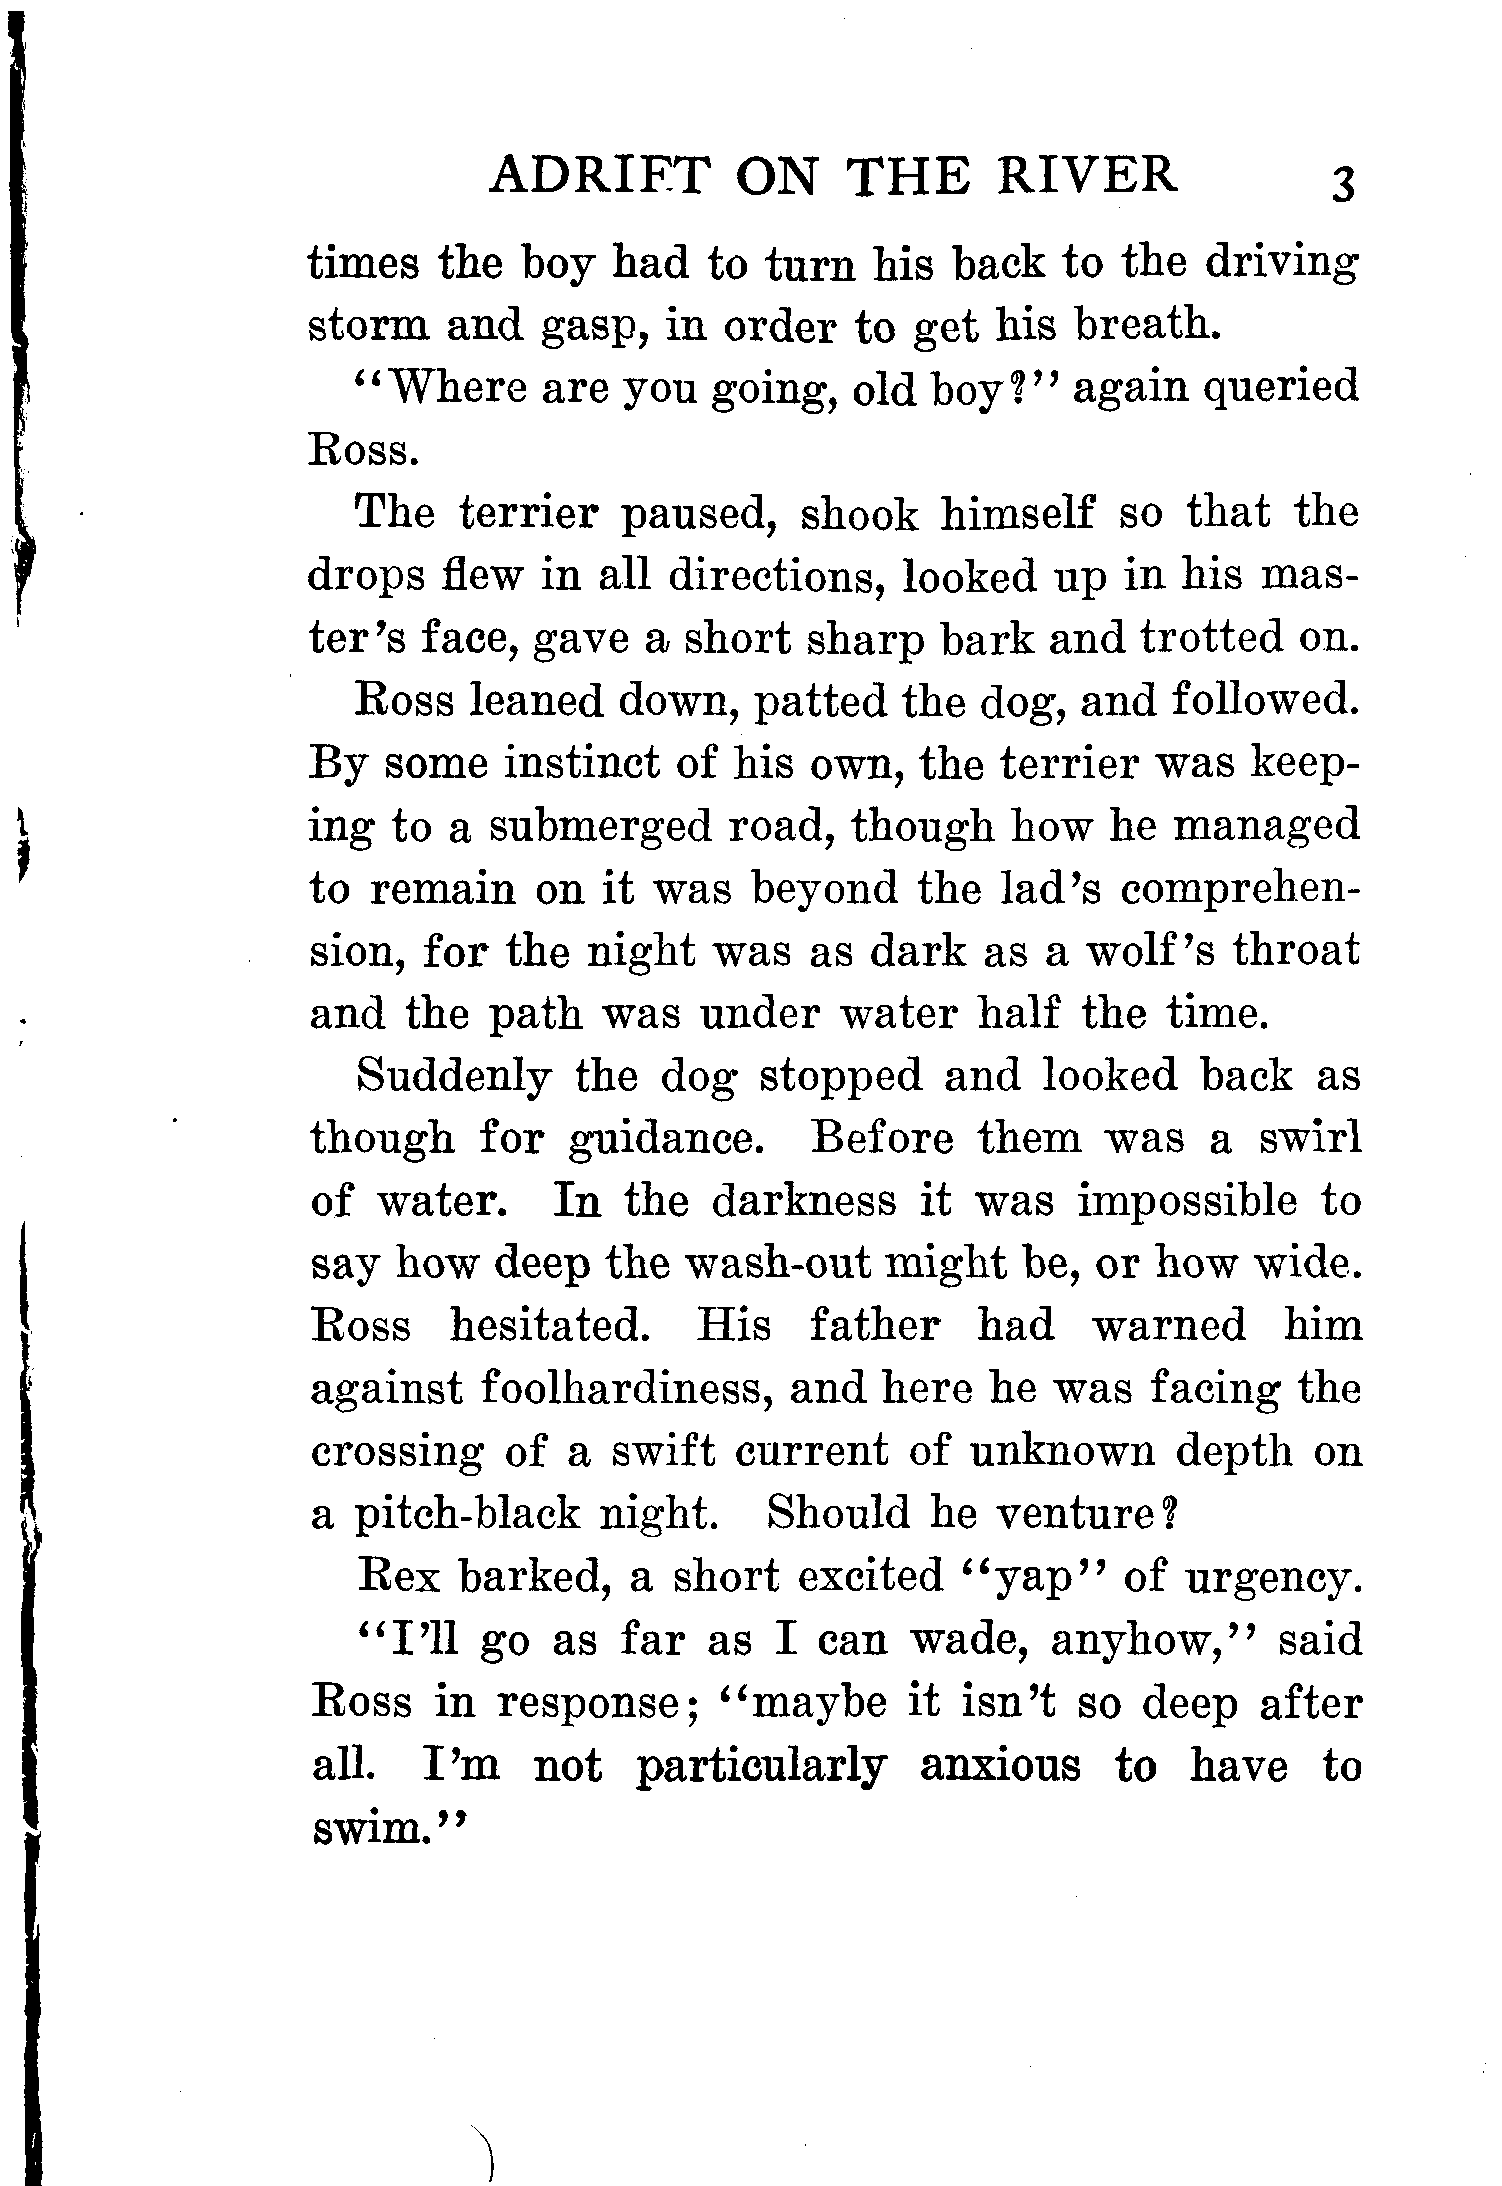 ADRIFT ON THE RIVER 3
times the boy had to turn his back to the driving
storm and gasp, in order to get his breath.
"Where are you going, old boy?" again queried
Ross.
The terrier paused, shook himself so that the
drops flew in all directions, looked up in his mas-
ter's face, gave a short sharp bark and trotted on.
Ross leaned down, patted the dog, and followed.
By some instinct of his own, the terrier was keep-
ing to a submerged road, though how he managed
to remain on it was beyond the lad's comprehen-
sion, for the night was as dark as a wolf's throat
and the path was under water half the time.
Suddenly the dog stopped and looked back as
though for guidance. Before them was a swirl
of water. In the darkness it was impossible to
say how deep the wash-out might be, or how wide.
Ross hesitated. His father had warned him
against foolhardiness, and here he was facing the
crossing of a swift current of unknown depth on
a pitch-black night. Should he venture?
Rex barked, a short excited "yap" of urgency.
"I'll go as far as I can wade, anyhow," said
Ross in response; "maybe it isn't so deep after
all. I'm not particularly anxious to have to
swim."